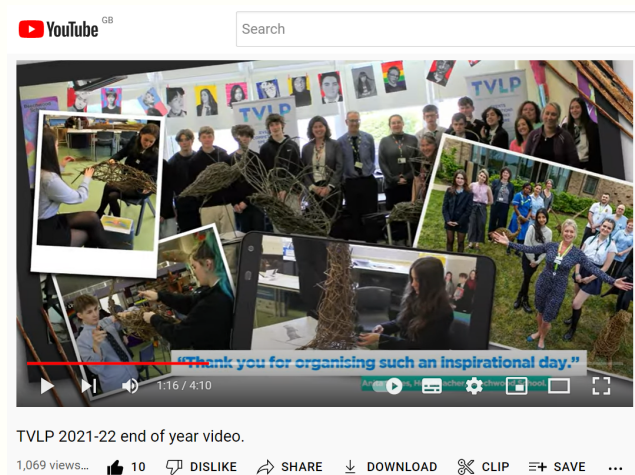 YouTube GB
Search
TVLP
TVLP
"Thank you for organising such an inspirational day."
1:16 / 4:10
TVLP 2021-22 end of year video.
1,069 views...
10
DISLIKE
SHARE
DOWNLOAD
CLIP
SAVE